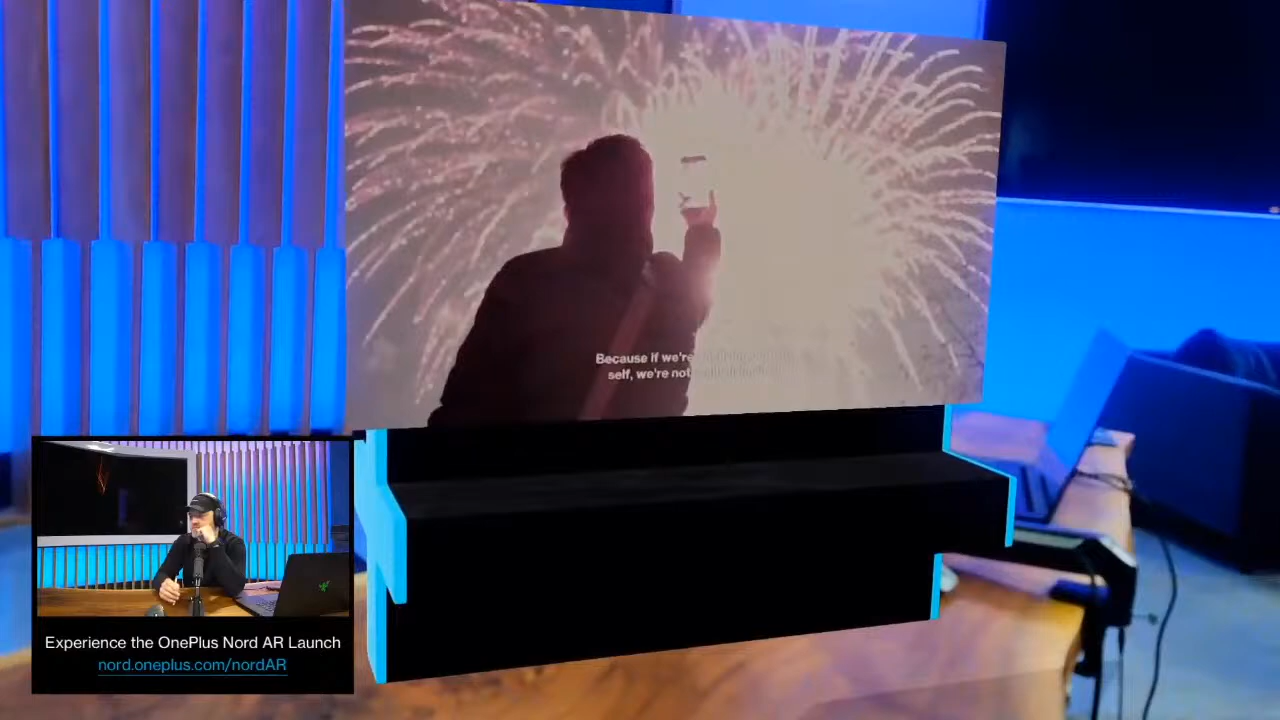 Because if we're
self, we're not
Experience the OnePlus Nord AR Launch
nord.oneplus.com/nordAR